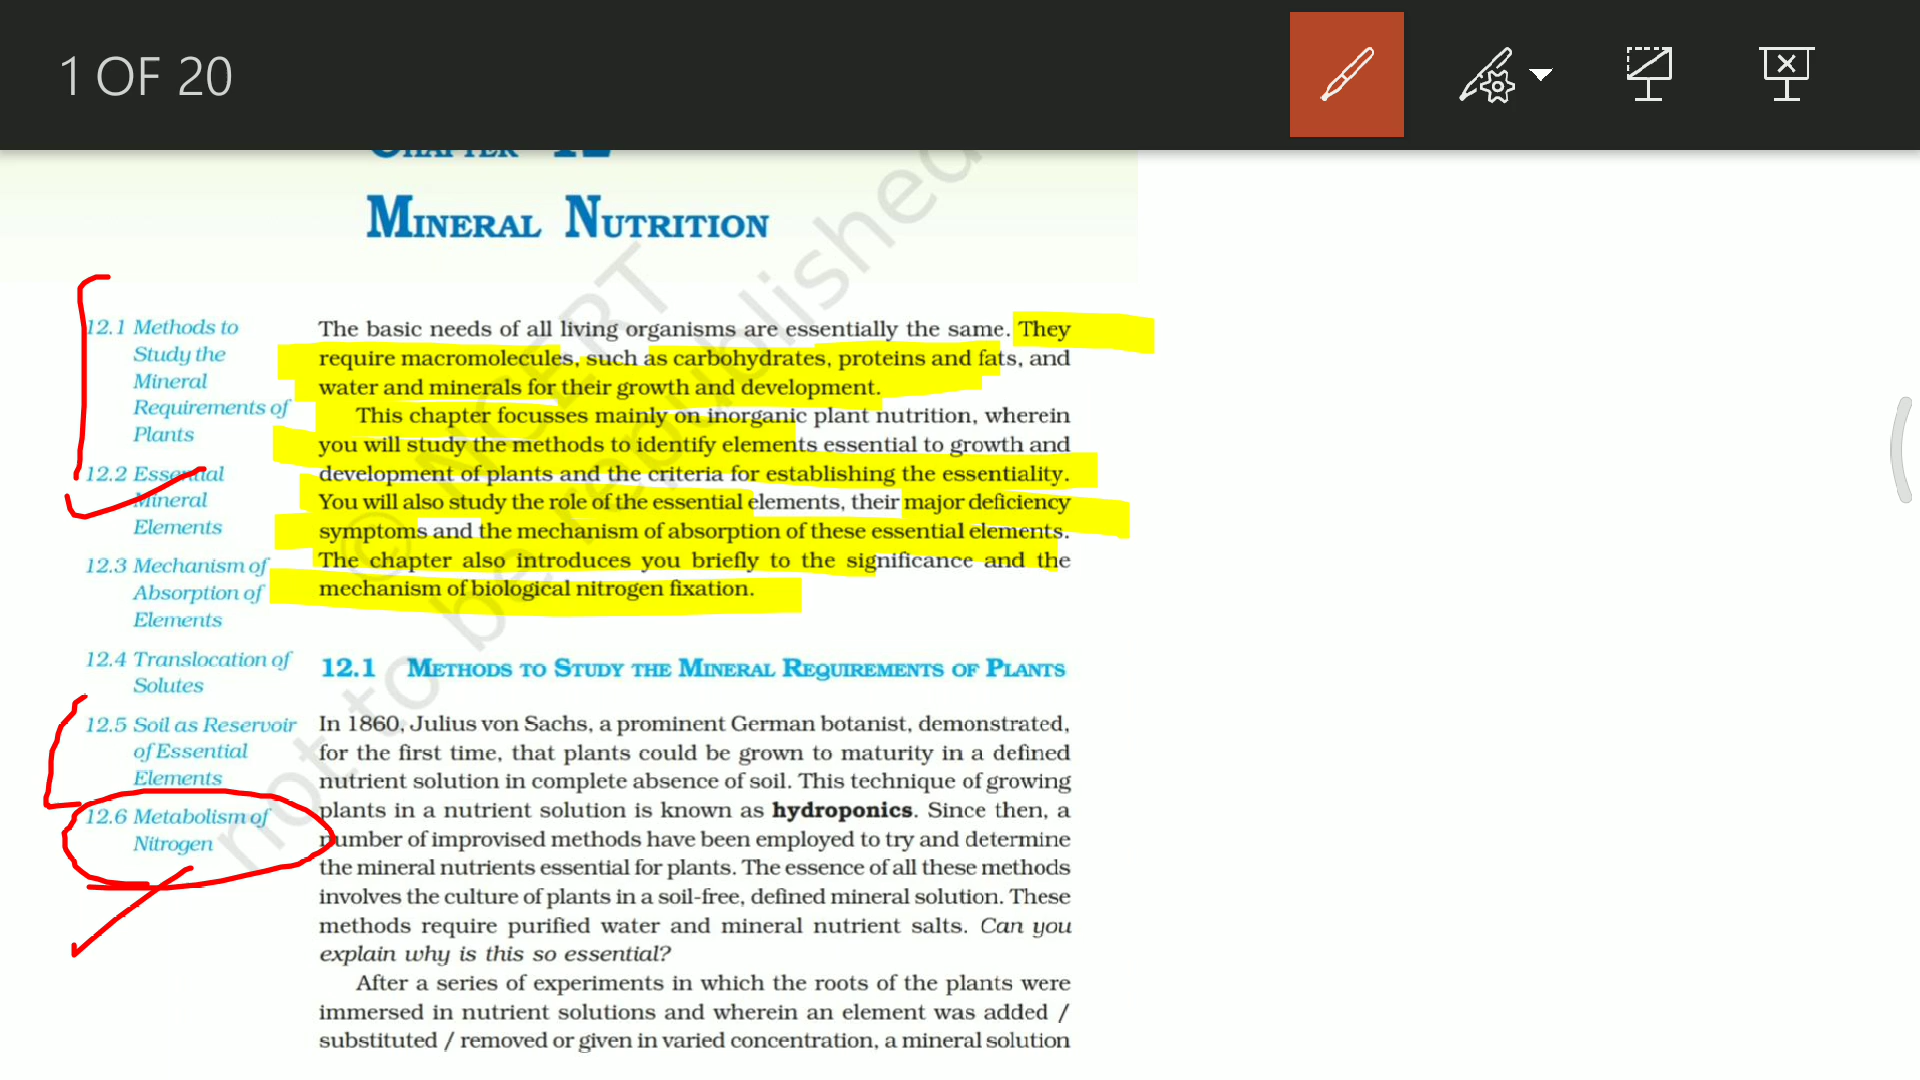 1 OF 20
CHAPTER 12
MINERAL NUTRITION
12.1 Methods to
Study the
Mineral
Requirements of
Plants
12.2 Essential
Mineral
Elements
12.3 Mechanism of
Absorption of
Elements
12.4 Translocation of
Solutes
12.5 Soil as Reservoir
of Essential
Elements
12.6 Metabolism of
Nitrogen
The basic needs of all living organisms are essentially the same. They
require macromolecules, such as carbohydrates, proteins and fats, and
water and minerals for their growth and development.
This chapter focusses mainly on inorganic plant nutrition, wherein
you will study the methods to identify elements essential to growth and
development of plants and the criteria for establishing the essentiality.
You will also study the role of the essential elements, their major deficiency
symptoms and the mechanism of absorption of these essential elements.
The chapter also introduces you briefly to the significance and the
mechanism of biological nitrogen fixation.
12.1 METHODS TO STUDY THE MINERAL REQUIREMENTS OF PLANTS
In 1860, Julius von Sachs, a prominent German botanist, demonstrated,
for the first time, that plants could be grown to maturity in a defined
nutrient solution in complete absence of soil. This technique of growing
plants in a nutrient solution is known as hydroponics. Since then, a
number of improvised methods have been employed to try and determine
the mineral nutrients essential for plants. The essence of all these methods
involves the culture of plants in a soil-free, defined mineral solution. These
methods require purified water and mineral nutrient salts. Can you
explain why is this so essential?
After a series of experiments in which the roots of the plants were
immersed in nutrient solutions and wherein an element was added /
substituted / removed or given in varied concentration, a mineral solution
© NCERT
not to be republished